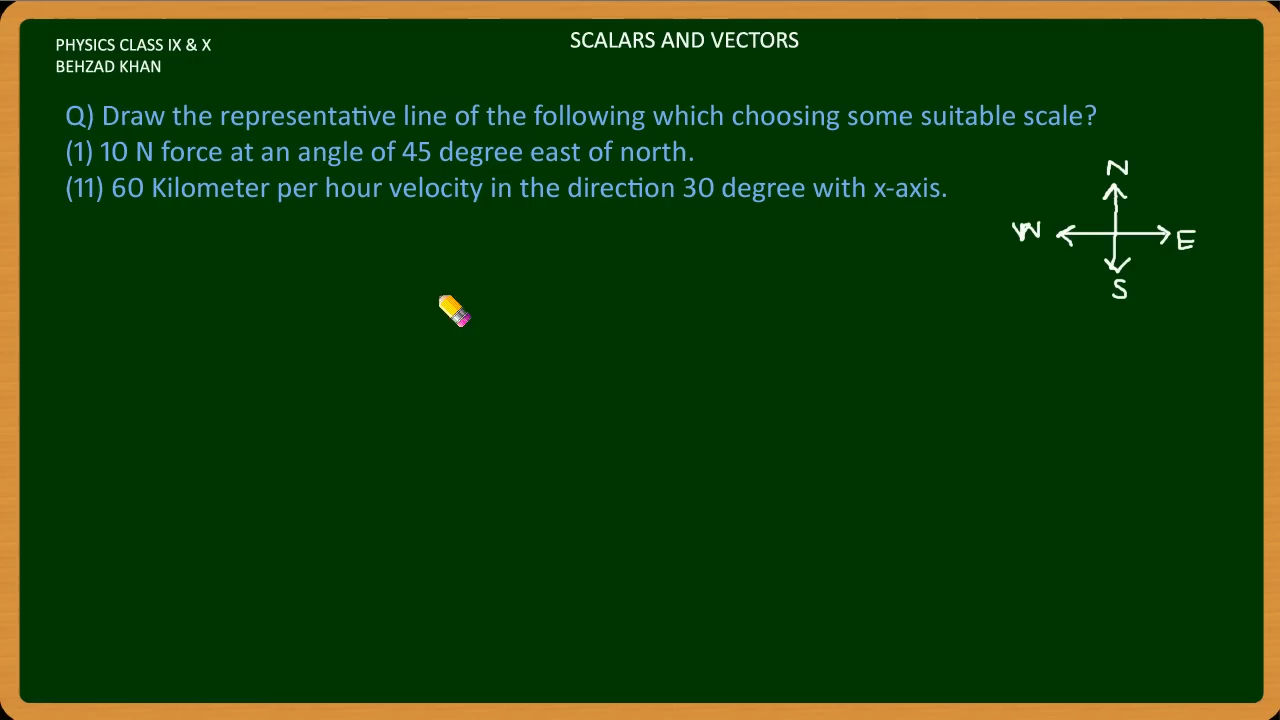 PHYSICS CLASS IX & X
BEHZAD KHAN
SCALARS AND VECTORS
Q) Draw the representative line of the following which choosing some suitable scale?
(1) 10 N force at an angle of 45 degree east of north.
(11) 60 Kilometer per hour velocity in the direction 30 degree with x-axis.
N
W
E
S